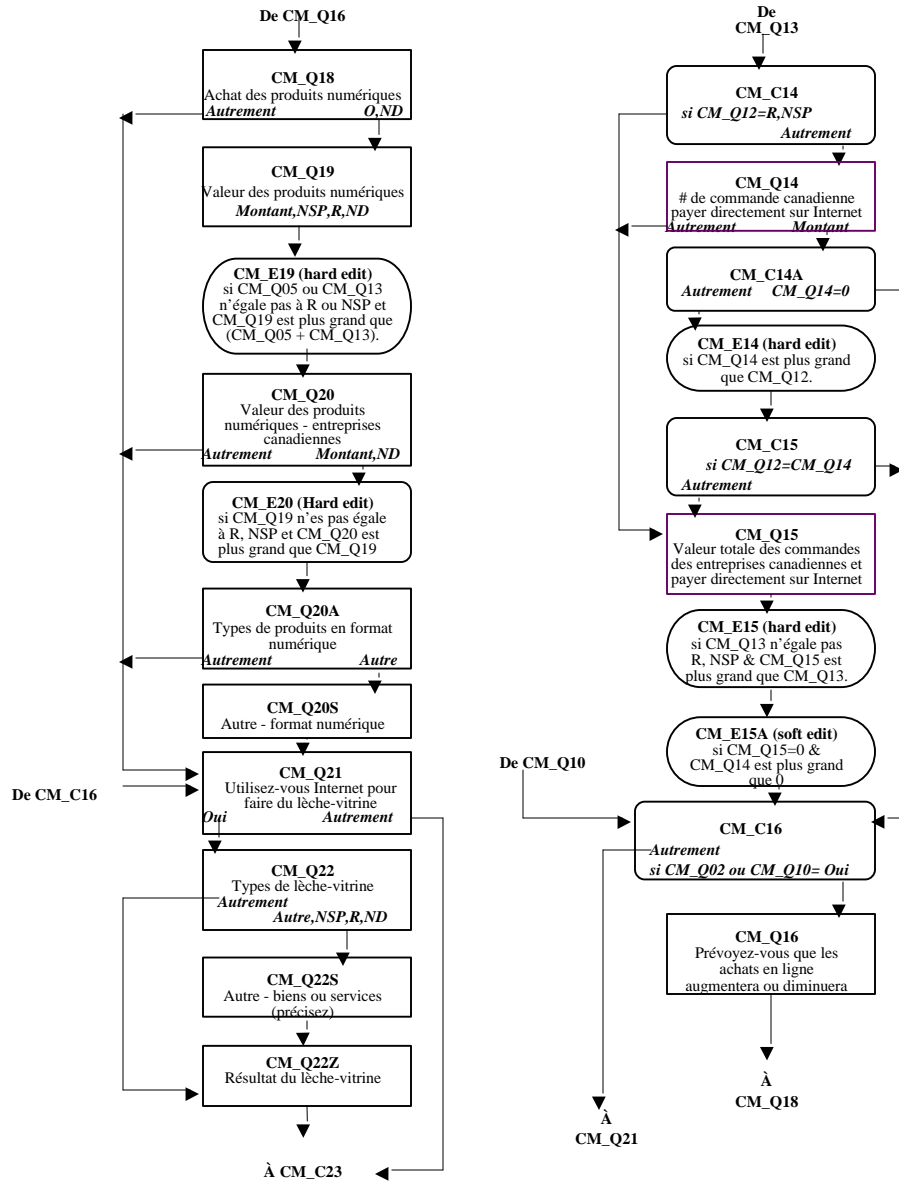 De CM_Q16
CM_Q18
Achat des produits numériques
Autrement O,ND
CM_Q19
Valeur des produits numériques
Montant,NSP,R,ND
CM_E19 (hard edit)
si CM_Q05 ou CM_Q13
n'égale pas à R ou NSP et
CM_Q19 est plus grand que
(CM_Q05 + CM_Q13).
CM_Q20
Valeur des produits
numériques - entreprises
canadiennes
Autrement Montant,ND
CM_E20 (Hard edit)
si CM_Q19 n'es pas égale
à R, NSP et CM_Q20 est
plus grand que CM_Q19
CM_Q20A
Types de produits en format
numérique
Autrement Autre
CM_Q20S
Autre - format numérique
De CM_C16
CM_Q21
Utilisez-vous Internet pour
faire du lèche-vitrine
Oui Autrement
CM_Q22
Types de lèche-vitrine
Autrement
Autre,NSP,R,ND
CM_Q22S
Autre - biens ou services
(précisez)
CM_Q22Z
Résultat du lèche-vitrine
À CM_C23
De
CM_Q13
CM_C14
si CM_Q12=R,NSP
Autrement
CM_Q14
# de commande canadienne
payer directement sur Internet
Autrement Montant
CM_C14A
Autrement CM_Q14=0
CM_E14 (hard edit)
si CM_Q14 est plus grand
que CM_Q12.
CM_C15
si CM_Q12=CM_Q14
Autrement
CM_Q15
Valeur totale des commandes
des entreprises canadiennes et
payer directement sur Internet
CM_E15 (hard edit)
si CM_Q13 n'égale pas
R, NSP & CM_Q15 est
plus grand que CM_Q13.
CM_E15A (soft edit)
si CM_Q15=0 &
CM_Q14 est plus grand
que 0
De CM_Q10
CM_C16
Autrement
si CM_Q02 ou CM_Q10= Oui
CM_Q16
Prévoyez-vous que les
achats en ligne
augmentera ou diminuera
À
CM_Q18
À
CM_Q21